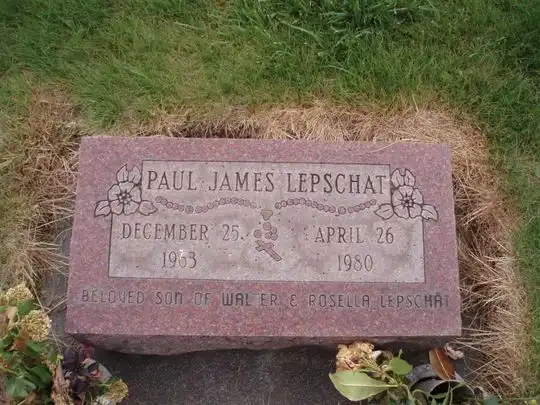 PAUL JAMES LEPSCHAT
DECEMBER 25 APRIL 26
1963 1980
BELOVED SON OF WALTER & ROSELLA LEPSCHAT